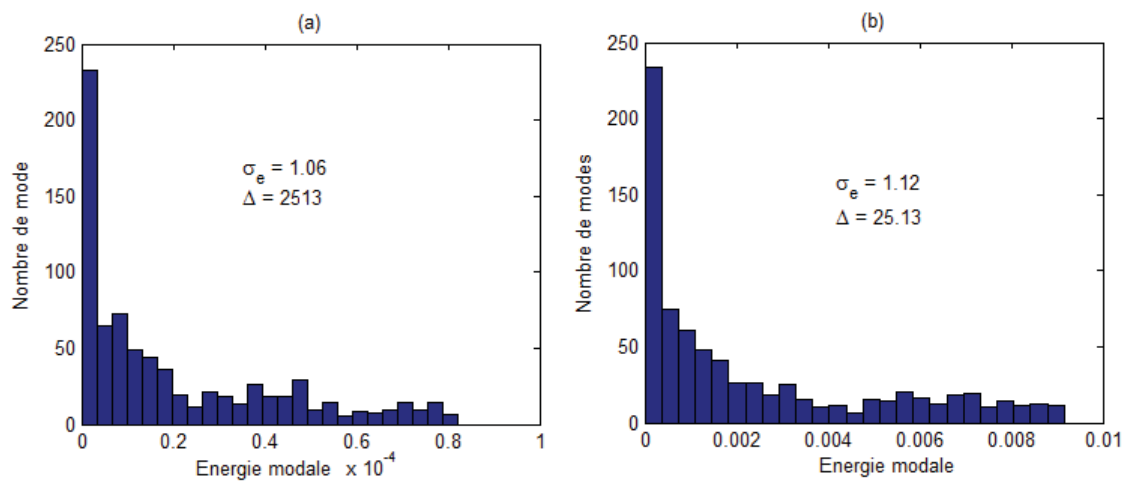 (a)
250
200
150
100
50
0
Nombre de mode
σe = 1.06
Δ = 2513
0 0.2 0.4 0.6 0.8 1
Energie modale x 10^-4
(b)
250
200
150
100
50
0
Nombre de modes
σe = 1.12
Δ = 25.13
0 0.002 0.004 0.006 0.008 0.01
Energie modale